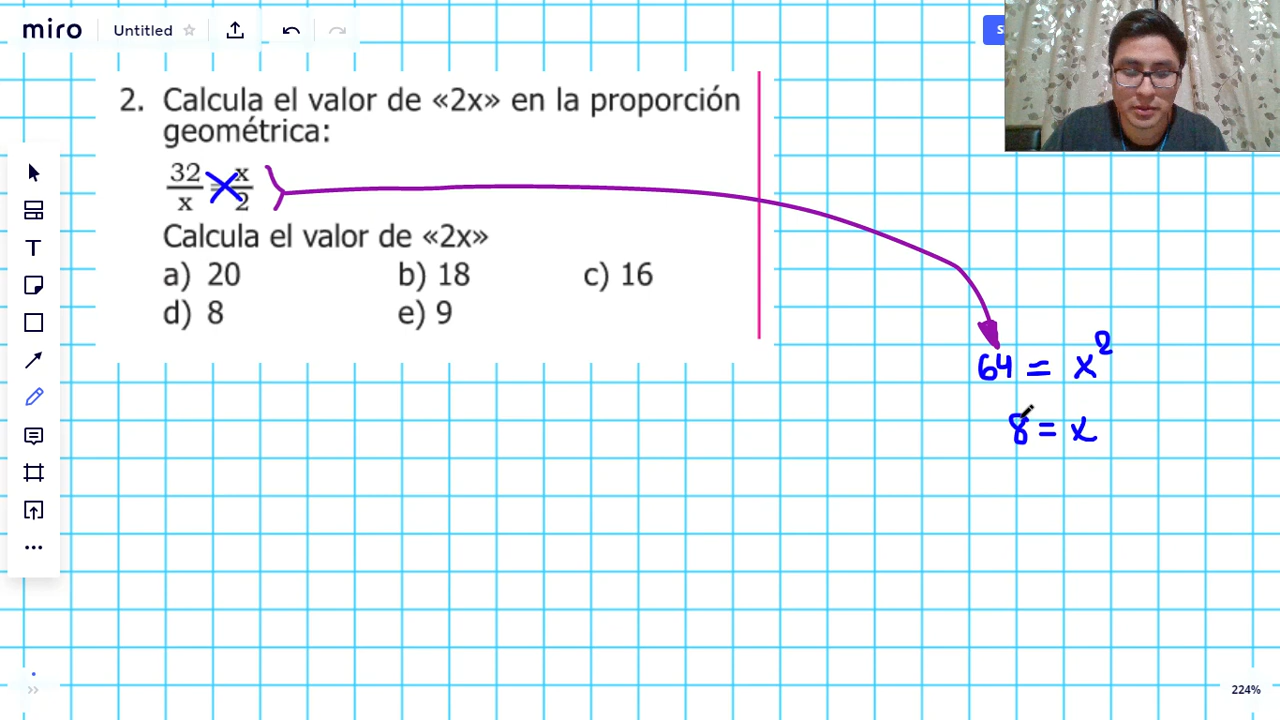 miro Untitled
S
2. Calcula el valor de «2x» en la proporción
geométrica:
32/x = x/2
Calcula el valor de «2x»
a) 20 b) 18 c) 16
d) 8 e) 9
64 = x²
8 = x
224%